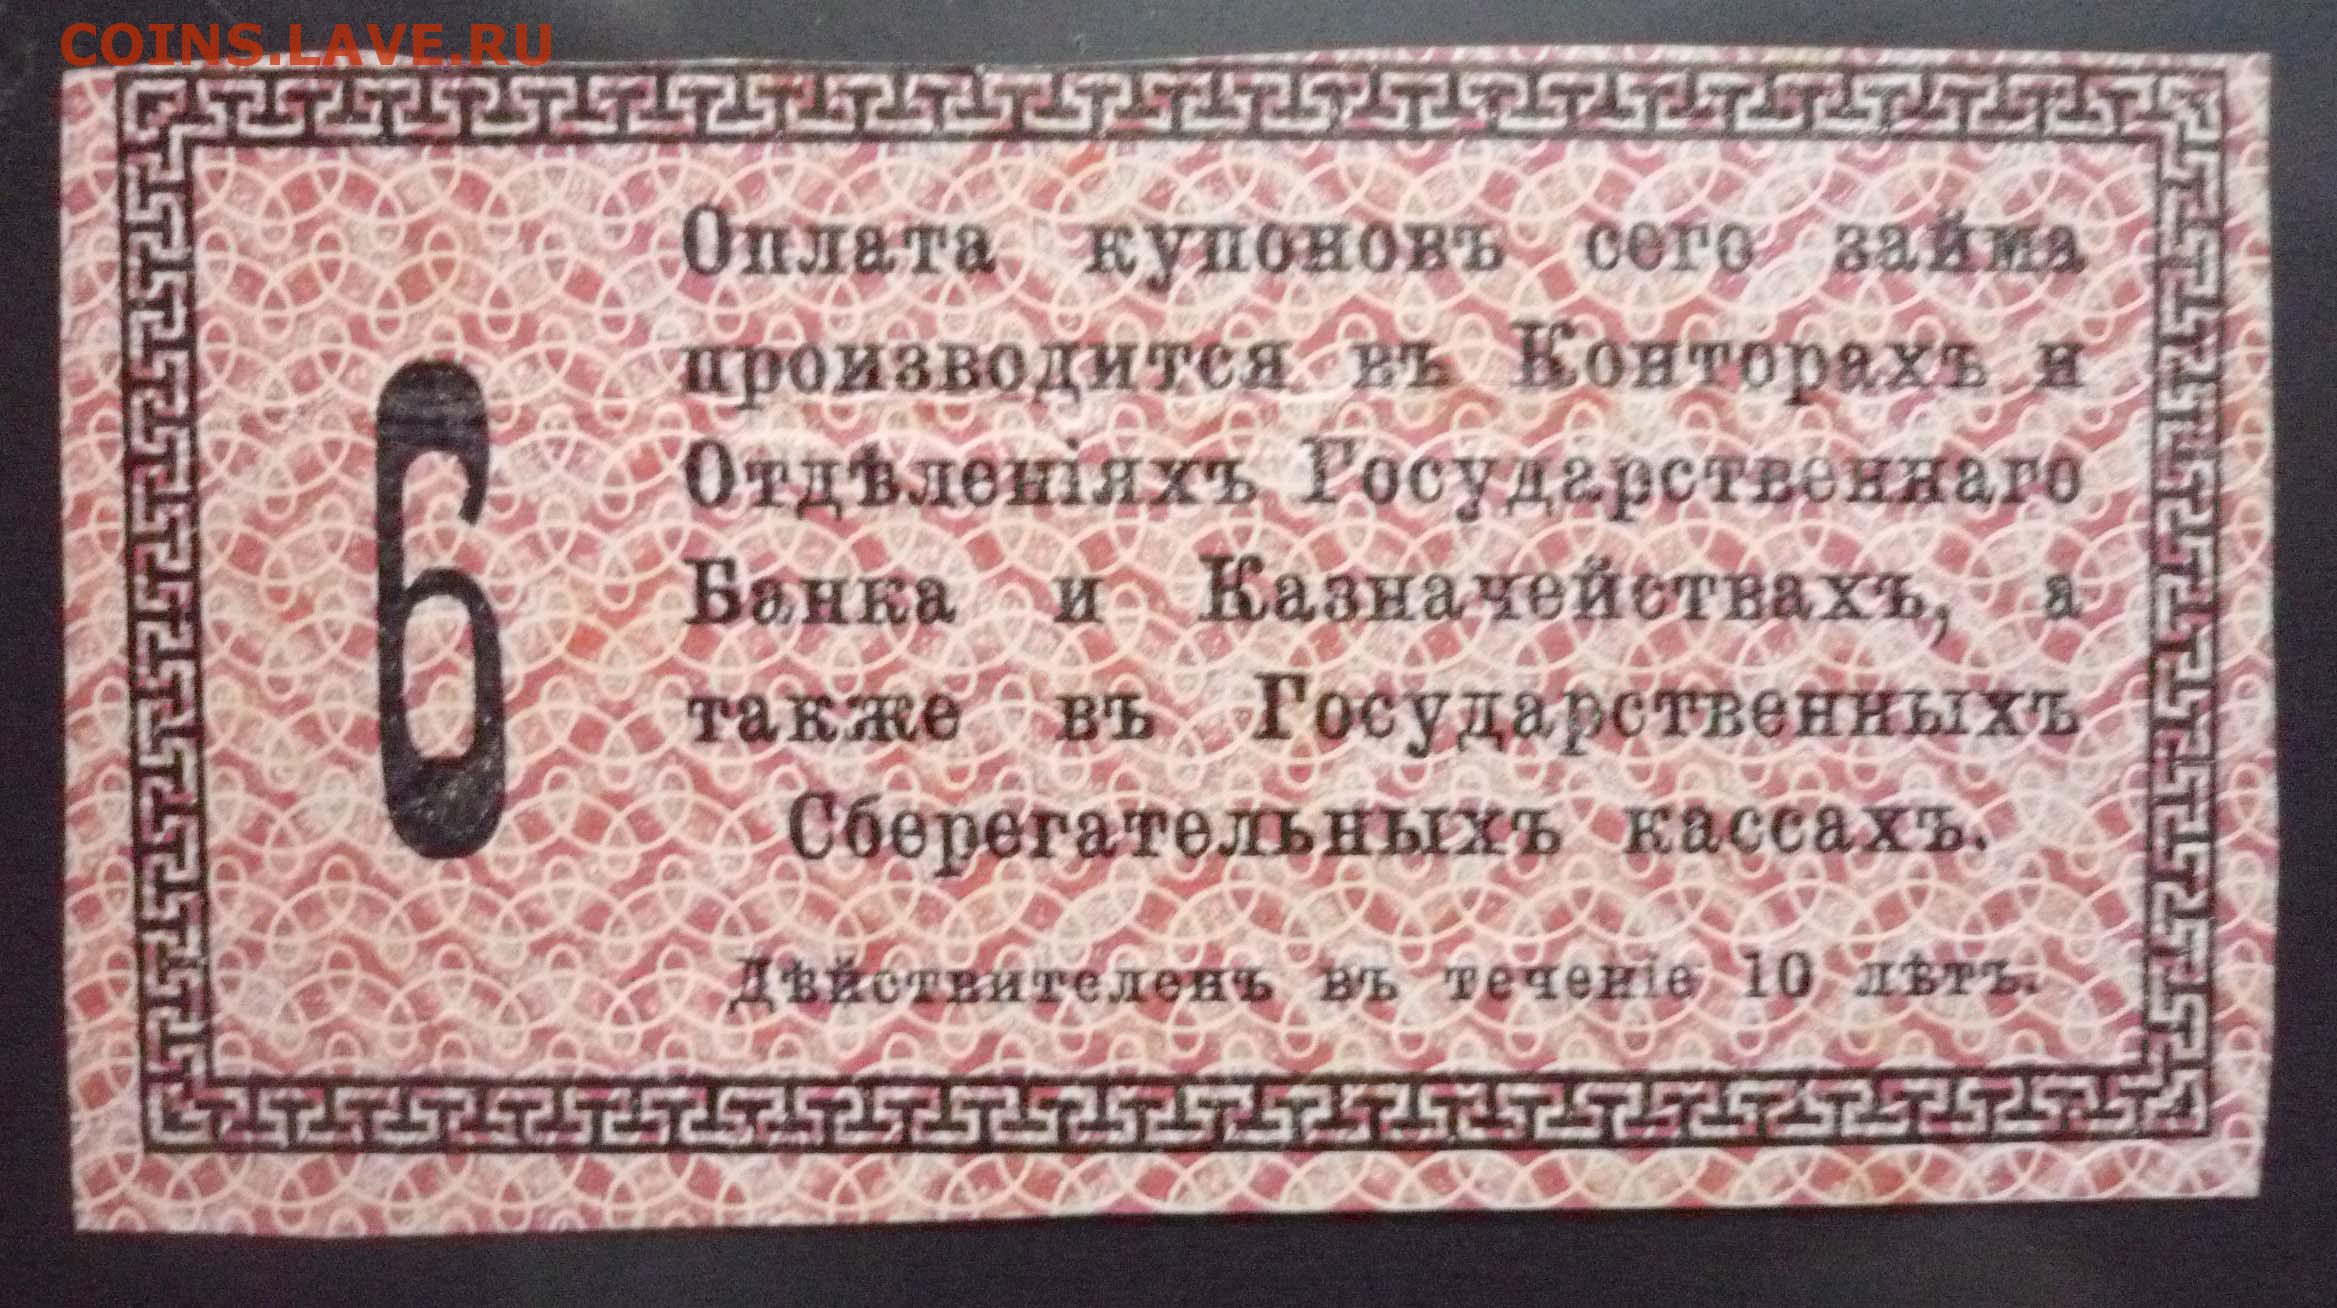 COINS.LAVE.RU
Оплата купоновъ сего займа
производится въ Конторахъ и
Отдѣленіяхъ Государственнаго
Банка и Казначействахъ, а
также въ Государственныхъ
Сберегательныхъ кассахъ.
6
Дѣйствителенъ въ теченіе 10 лѣтъ.